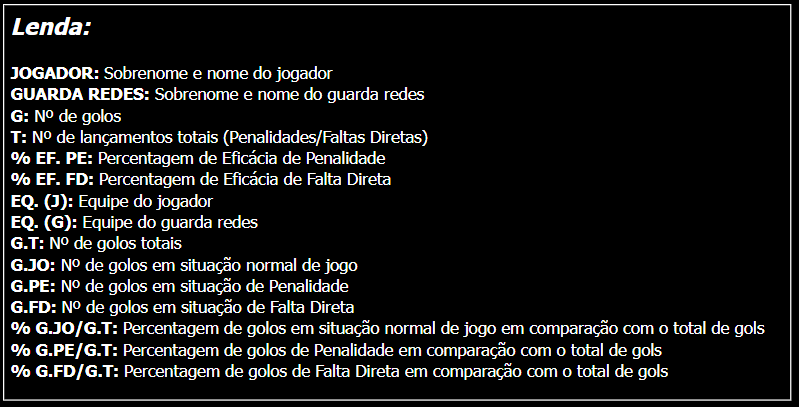 Lenda:
JOGADOR: Sobrenome e nome do jogador
GUARDA REDES: Sobrenome e nome do guarda redes
G: Nº de golos
T: Nº de lançamentos totais (Penalidades/Faltas Diretas)
% EF. PE: Percentagem de Eficácia de Penalidade
% EF. FD: Percentagem de Eficácia de Falta Direta
EQ. (J): Equipe do jogador
EQ. (G): Equipe do guarda redes
G.T: Nº de golos totais
G.JO: Nº de golos em situação normal de jogo
G.PE: Nº de golos em situação de Penalidade
G.FD: Nº de golos em situação de Falta Direta
% G.JO/G.T: Percentagem de golos em situação normal de jogo em comparação com o total de gols
% G.PE/G.T: Percentagem de golos de Penalidade em comparação com o total de gols
% G.FD/G.T: Percentagem de golos de Falta Direta em comparação com o total de gols